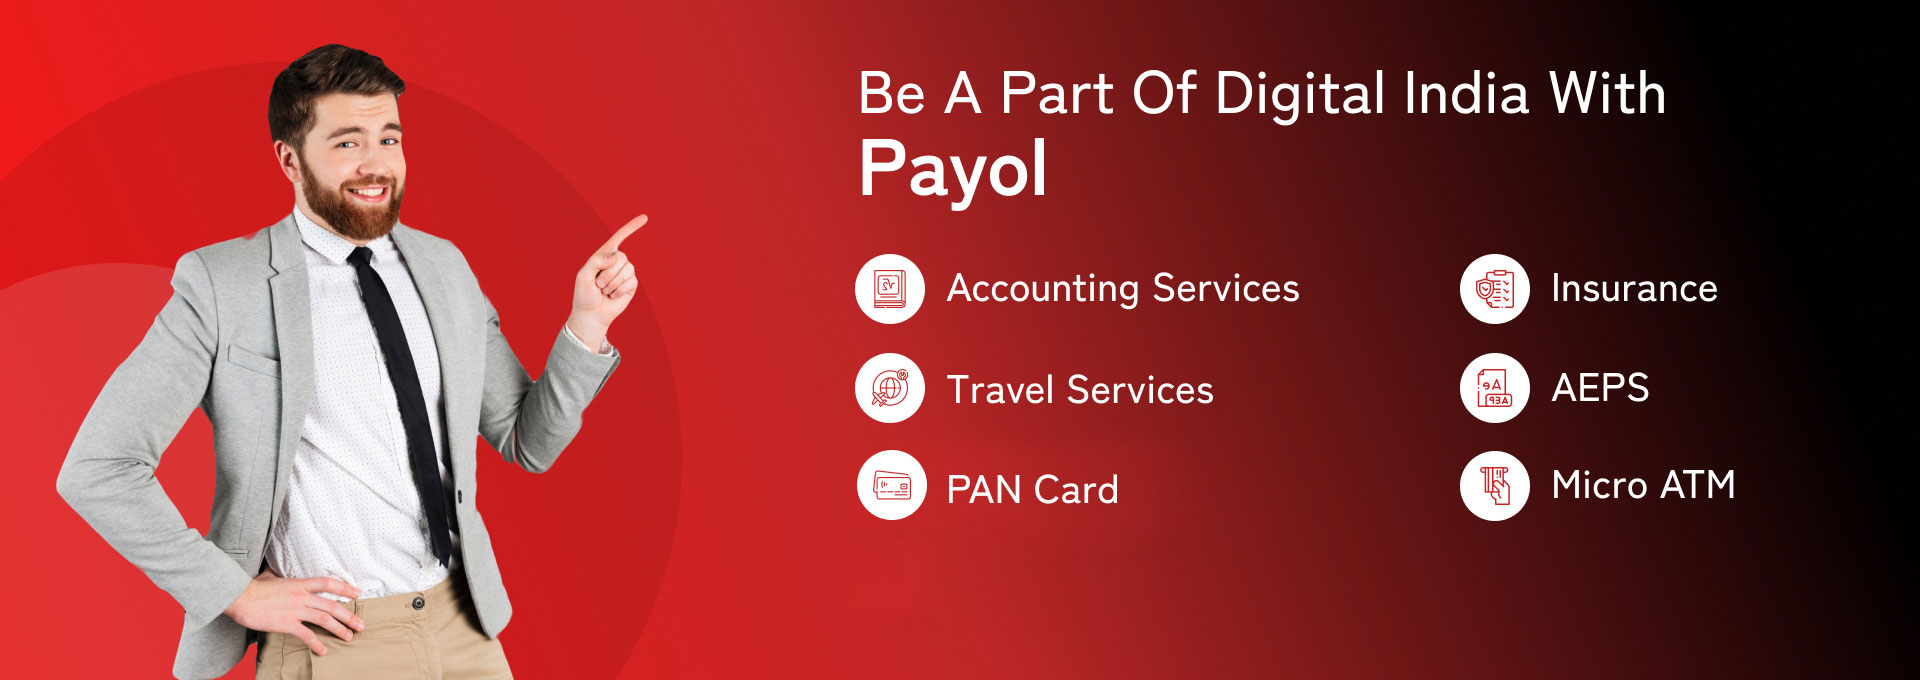 Be A Part Of Digital India With
Payol
Accounting Services
Insurance
Travel Services
AEPS
PAN Card
Micro ATM